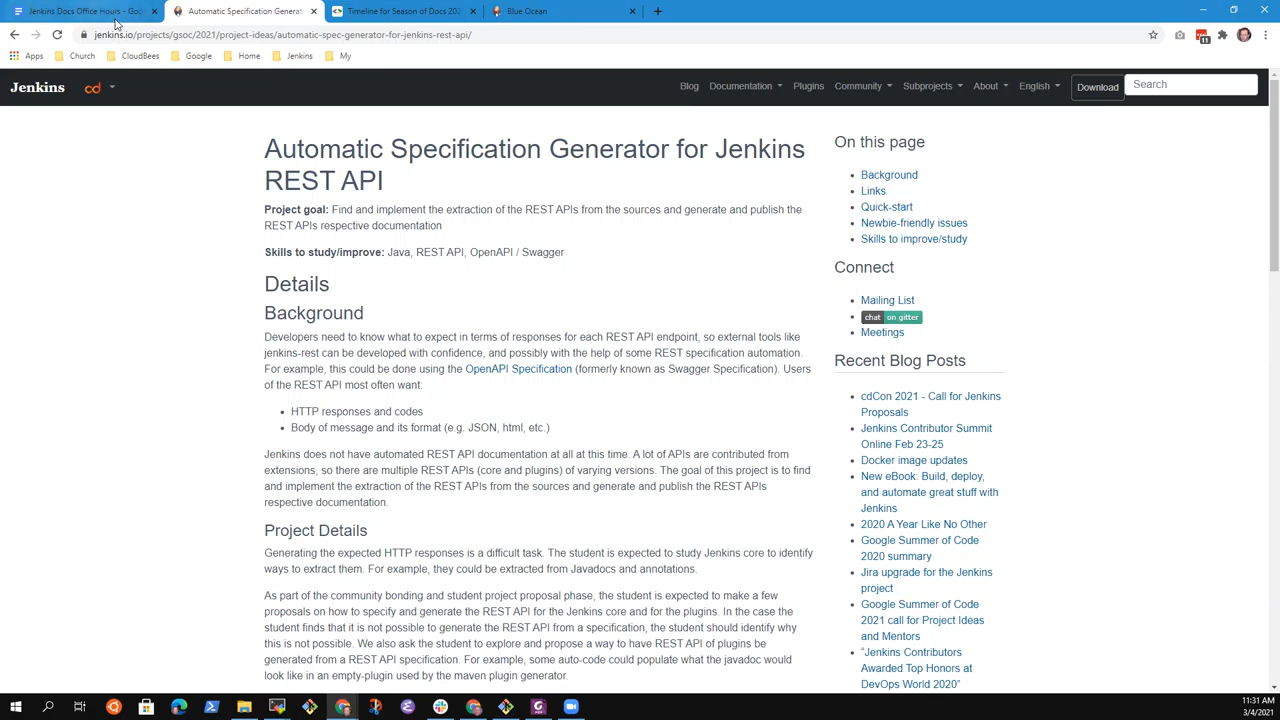 Jenkins Docs Office Hours - Goo
Automatic Specification Generat
Timeline for Season of Docs 202
Blue Ocean
jenkins.io/projects/gsoc/2021/project-ideas/automatic-spec-generator-for-jenkins-rest-api/
11
Apps
Church
CloudBees
Google
Home
Jenkins
My
Jenkins
cd
Blog
Documentation
Plugins
Community
Subprojects
About
English
Download
Search
Automatic Specification Generator for Jenkins
REST API
Project goal: Find and implement the extraction of the REST APIs from the sources and generate and publish the
REST APIs respective documentation
Skills to study/improve: Java, REST API, OpenAPI / Swagger
Details
Background
Developers need to know what to expect in terms of responses for each REST API endpoint, so external tools like
jenkins-rest can be developed with confidence, and possibly with the help of some REST specification automation.
For example, this could be done using the OpenAPI Specification (formerly known as Swagger Specification). Users
of the REST API most often want:
HTTP responses and codes
Body of message and its format (e.g. JSON, html, etc.)
Jenkins does not have automated REST API documentation at all at this time. A lot of APIs are contributed from
extensions, so there are multiple REST APIs (core and plugins) of varying versions. The goal of this project is to find
and implement the extraction of the REST APIs from the sources and generate and publish the REST APIs
respective documentation.
Project Details
Generating the expected HTTP responses is a difficult task. The student is expected to study Jenkins core to identify
ways to extract them. For example, they could be extracted from Javadocs and annotations.
As part of the community bonding and student project proposal phase, the student is expected to make a few
proposals on how to specify and generate the REST API for the Jenkins core and for the plugins. In the case the
student finds that it is not possible to generate the REST API from a specification, the student should identify why
this is not possible. We also ask the student to explore and propose a way to have REST API of plugins be
generated from a REST API specification. For example, some auto-code could populate what the javadoc would
look like in an empty-plugin used by the maven plugin generator.
On this page
Background
Links
Quick-start
Newbie-friendly issues
Skills to improve/study
Connect
Mailing List
chat on gitter
Meetings
Recent Blog Posts
cdCon 2021 - Call for Jenkins
Proposals
Jenkins Contributor Summit
Online Feb 23-25
Docker image updates
New eBook: Build, deploy,
and automate great stuff with
Jenkins
2020 A Year Like No Other
Google Summer of Code
2020 summary
Jira upgrade for the Jenkins
project
Google Summer of Code
2021 call for Project Ideas
and Mentors
"Jenkins Contributors
Awarded Top Honors at
DevOps World 2020"
11:31 AM
3/4/2021